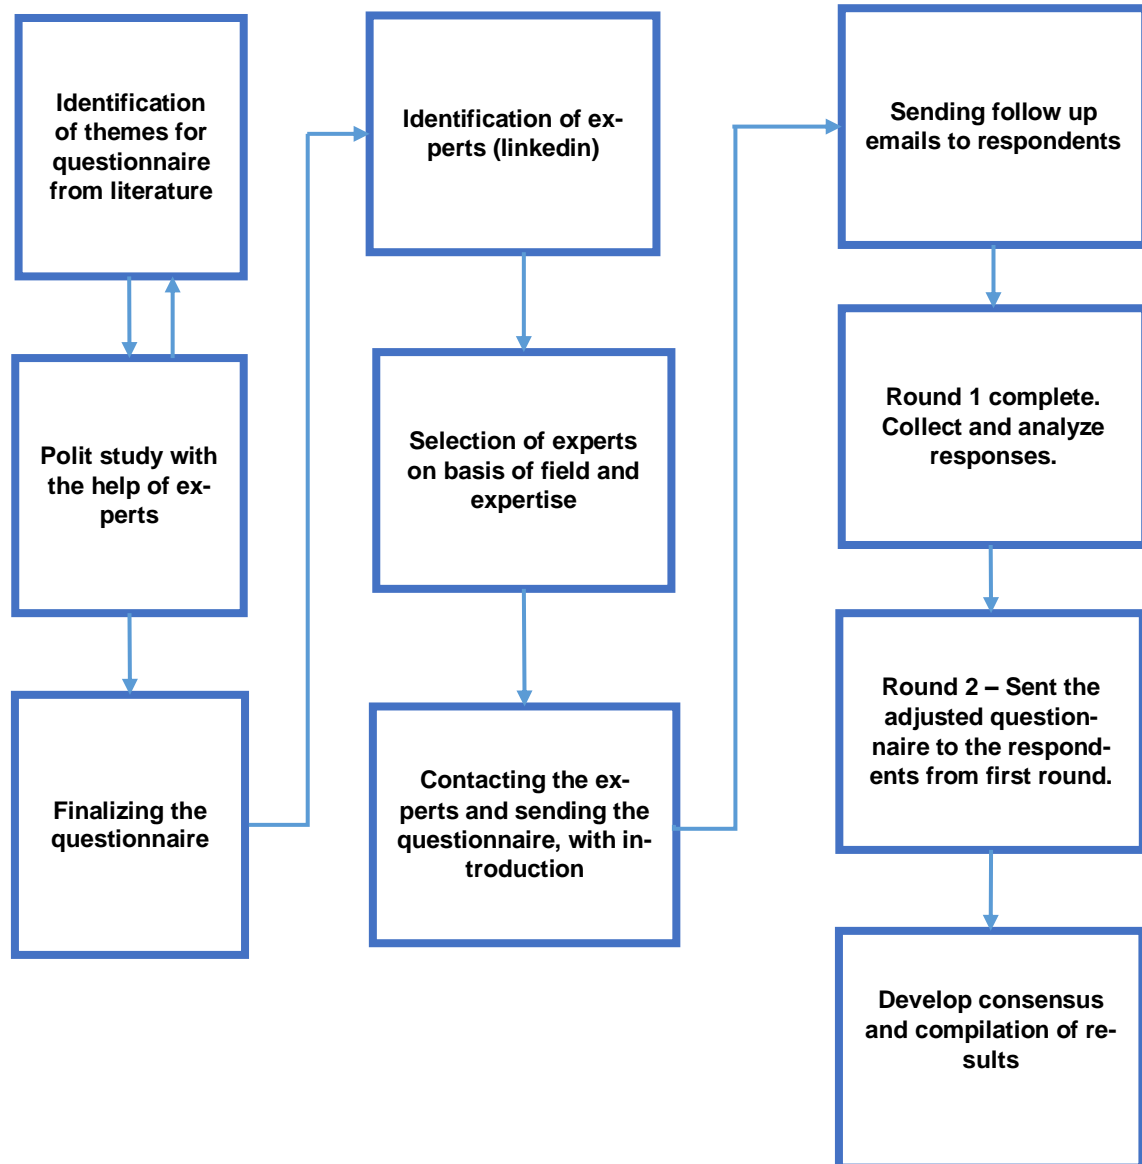 Identification
of themes for
questionnaire
from literature
Polit study with
the help of ex-
perts
Finalizing the
questionnaire
Identification of ex-
perts (linkedin)
Selection of experts
on basis of field and
expertise
Contacting the ex-
perts and sending the
questionnaire, with in-
troduction
Sending follow up
emails to respondents
Round 1 complete.
Collect and analyze
responses.
Round 2 – Sent the
adjusted question-
naire to the respond-
ents from first round.
Develop consensus
and compilation of re-
sults